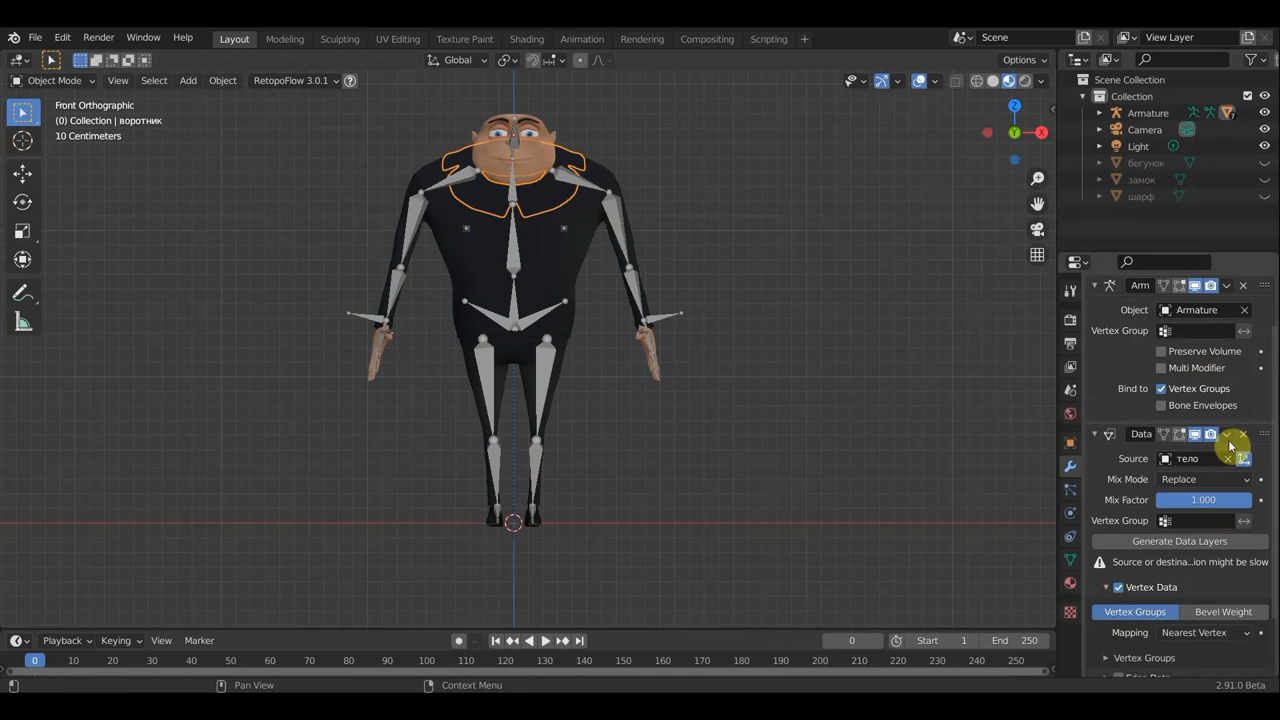 File Edit Render Window Help Layout Modeling Sculpting UV Editing Texture Paint Shading Animation Rendering Compositing Scripting + Scene View Layer
Global Options
Object Mode View Select Add Object RetopoFlow 3.0.1 ?
Scene Collection
Collection
Armature
Camera
Light
бегунок
замок
шарф
Front Orthographic
(0) Collection | воротник
10 Centimeters
Z
Y
X
Arm
Object Armature
Vertex Group
Preserve Volume
Multi Modifier
Bind to Vertex Groups
Bone Envelopes
Data
Source тело
Mix Mode Replace
Mix Factor 1.000
Vertex Group
Generate Data Layers
Source or destina...ion might be slow
Vertex Data
Vertex Groups Bevel Weight
Mapping Nearest Vertex
Vertex Groups
Playback Keying View Marker 0 Start 1 End 250
0 10 20 30 40 50 60 70 80 90 100 110 120 130 140 150 160 170 180 190 200 210 220 230 240 250
Pan View Context Menu 2.91.0 Beta